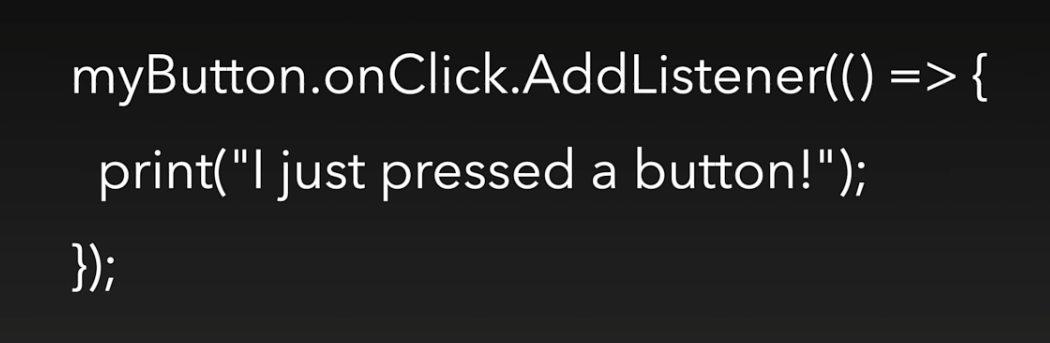 myButton.onClick.AddListener(() => {
print("I just pressed a button!");
});